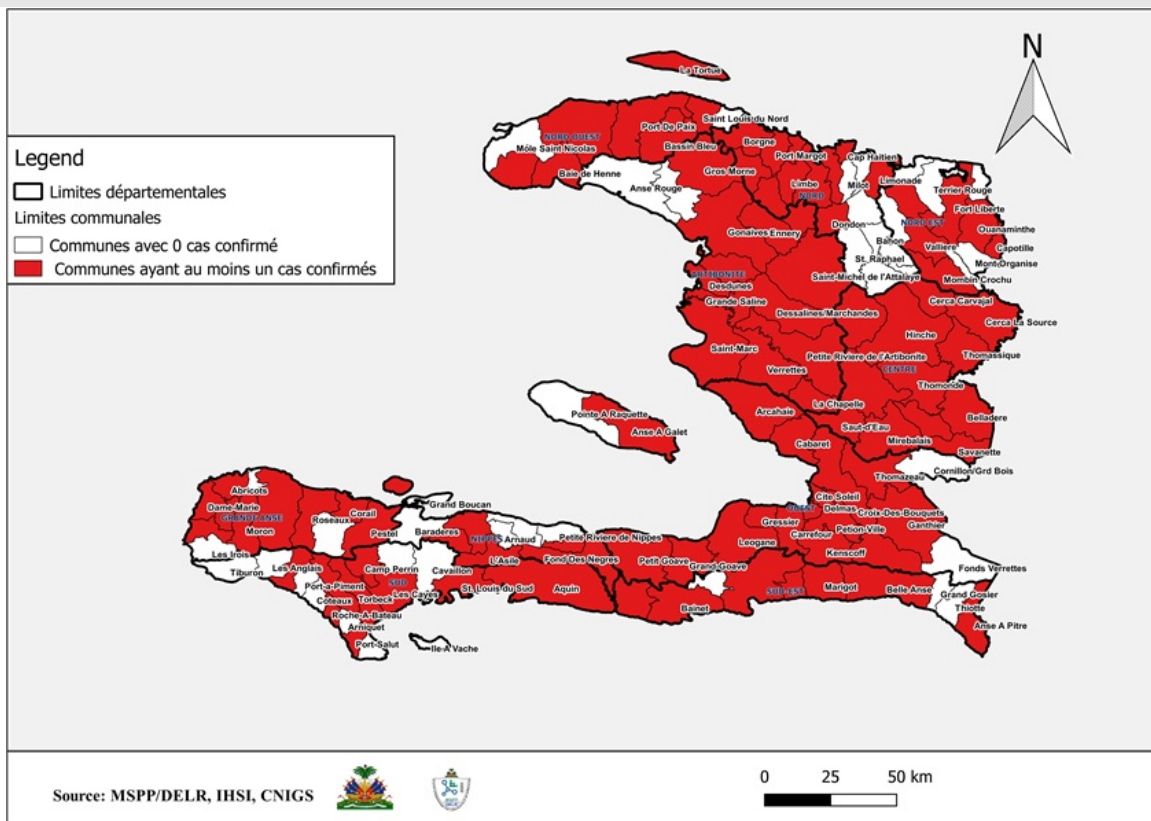 N
La Tortue
Saint Louis du Nord
NORD OUEST
Port De Paix
Môle Saint Nicolas
Bassin Bleu
Borgne
Port Margot
Cap Haitien
Baie de Henne
Gros Morne
Limbe
Milot
Limonade
Terrier Rouge
Anse Rouge
NORD
Fort Liberte
Dondon
NORD EST
Ouanaminthe
Gonaives
Ennery
Bahon
Valliere
Capotille
St. Raphael
Mont Organise
ARTIBONITE
Saint-Michel de l'Attalaye
Mombin Crochu
Desdunes
Grande Saline
Cerca Carvajal
Dessalines/Marchandes
Cerca La Source
Hinche
Saint-Marc
Petite Riviere de l'Artibonite
Thomassique
Verrettes
CENTRE
Thomonde
La Chapelle
Pointe A Raquette
Arcahaie
Belladere
Anse A Galet
Saut-d'Eau
Cabaret
Mirebalais
Savanette
Thomazeau
Cornillon/Grd Bois
Abricots
Cite Soleil
Dame-Marie
Grand Boucan
OUEST
Delmas
Croix-Des-Bouquets
GRANDE ANSE
Roseaux
Corail
Gressier
Ganthier
Moron
Pestel
Baraderes
NIPPES
Arnaud
Petite Riviere de Nippes
Carrefour
Petion Ville
Leogane
Kenscoff
Les Irois
L'Asile
Fond Des Negres
Petit Goave
Grand-Goave
Fonds Verrettes
Tiburon
Les Anglais
Camp Perrin
Cavaillon
Port-a-Piment
SUD
St. Louis du Sud
Aquin
SUD EST
Marigot
Belle Anse
Grand Gosier
Coteaux
Torbeck
Les Cayes
Bainet
Thiotte
Roche-A-Bateau
Arniquet
Anse A Pitre
Port-Salut
Ile-A Vache
Legend
Limites départementales
Limites communales
Communes avec 0 cas confirmé
Communes ayant au moins un cas confirmés
Source: MSPP/DELR, IHSI, CNIGS
0 25 50 km